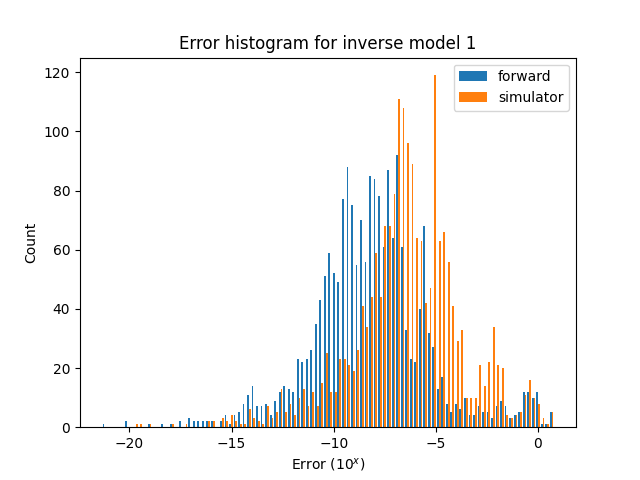 Error histogram for inverse model 1
forward
simulator
120
100
80
60
40
20
0
Count
−20 −15 −10 −5 0
Error (10^x)